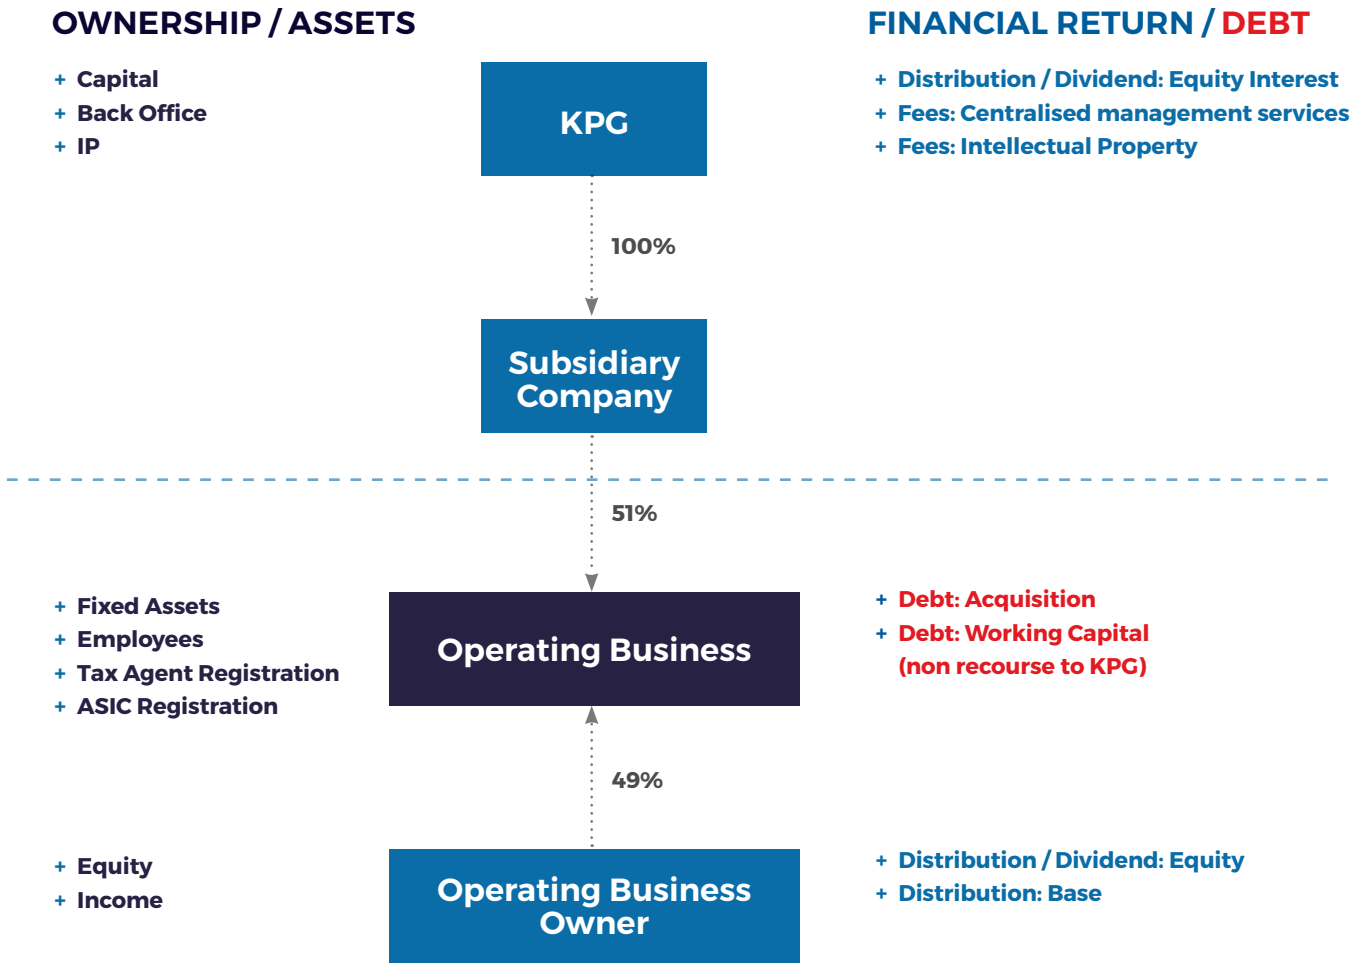 OWNERSHIP / ASSETS
FINANCIAL RETURN / DEBT
+ Capital
+ Back Office
+ IP
KPG
+ Distribution / Dividend: Equity Interest
+ Fees: Centralised management services
+ Fees: Intellectual Property
100%
Subsidiary
Company
51%
+ Fixed Assets
+ Employees
+ Tax Agent Registration
+ ASIC Registration
Operating Business
+ Debt: Acquisition
+ Debt: Working Capital
(non recourse to KPG)
49%
+ Equity
+ Income
Operating Business
Owner
+ Distribution / Dividend: Equity
+ Distribution: Base